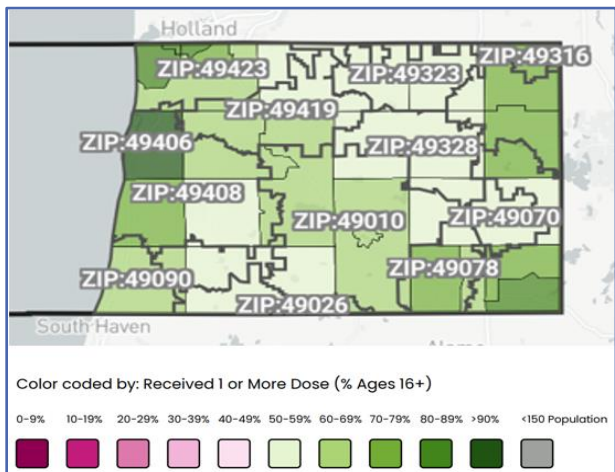 Holland
ZIP:49316
ZIP:49423
ZIP:49323
ZIP:49419
ZIP:49406
ZIP:49328
ZIP:49408
ZIP:49010
ZIP:49070
ZIP:49090
ZIP:49078
ZIP:49026
South Haven
Color coded by: Received 1 or More Dose (% Ages 16+)
0-9% 10-19% 20-29% 30-39% 40-49% 50-59% 60-69% 70-79% 80-89% >90% <150 Population